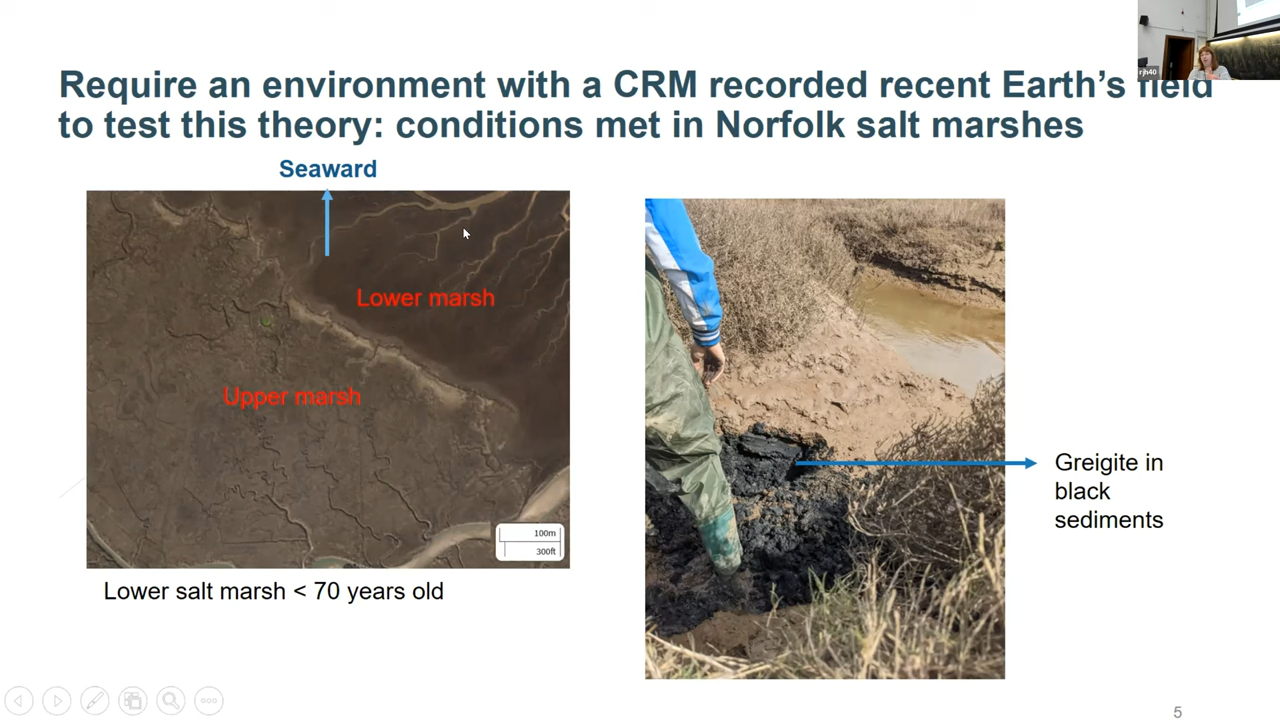 rjh40
Require an environment with a CRM recorded recent Earth's field
to test this theory: conditions met in Norfolk salt marshes
Seaward
Lower marsh
Upper marsh
100m
300ft
Lower salt marsh < 70 years old
Greigite in
black
sediments
5